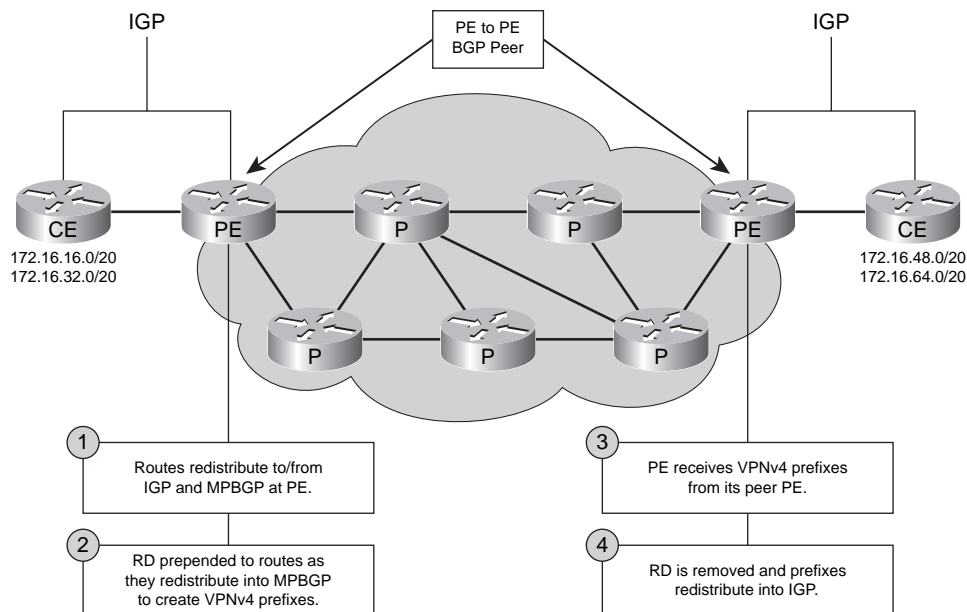 IGP
PE to PE
BGP Peer
IGP
CE
PE
P
P
PE
CE
172.16.16.0/20
172.16.32.0/20
172.16.48.0/20
172.16.64.0/20
P
P
P
1
Routes redistribute to/from
IGP and MPBGP at PE.
2
RD prepended to routes as
they redistribute into MPBGP
to create VPNv4 prefixes.
3
PE receives VPNv4 prefixes
from its peer PE.
4
RD is removed and prefixes
redistribute into IGP.